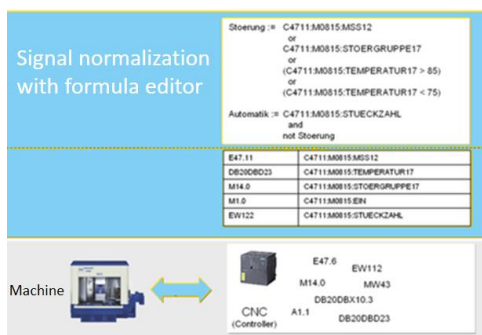 Signal normalization
with formula editor
Stoerung := C4711:M0815:MSS12
or
C4711:M0815:STOERGRUPPE17
or
(C4711:M0815:TEMPERATUR17 > 85)
or
(C4711:M0815:TEMPERATUR17 < 75)
Automatik := C4711:M0815:STUECKZAHL
and
not Stoerung
E47.11 C4711:M0815:MSS12
DB20DBD23 C4711:M0815:TEMPERATUR17
M14.0 C4711:M0815:STOERGRUPPE17
M1.0 C4711:M0815:EIN
EW122 C4711:M0815:STUECKZAHL
Machine
CNC
(Controller)
E47.6
EW112
M14.0
MW43
DB20DBX10.3
A1.1
DB20DBD23